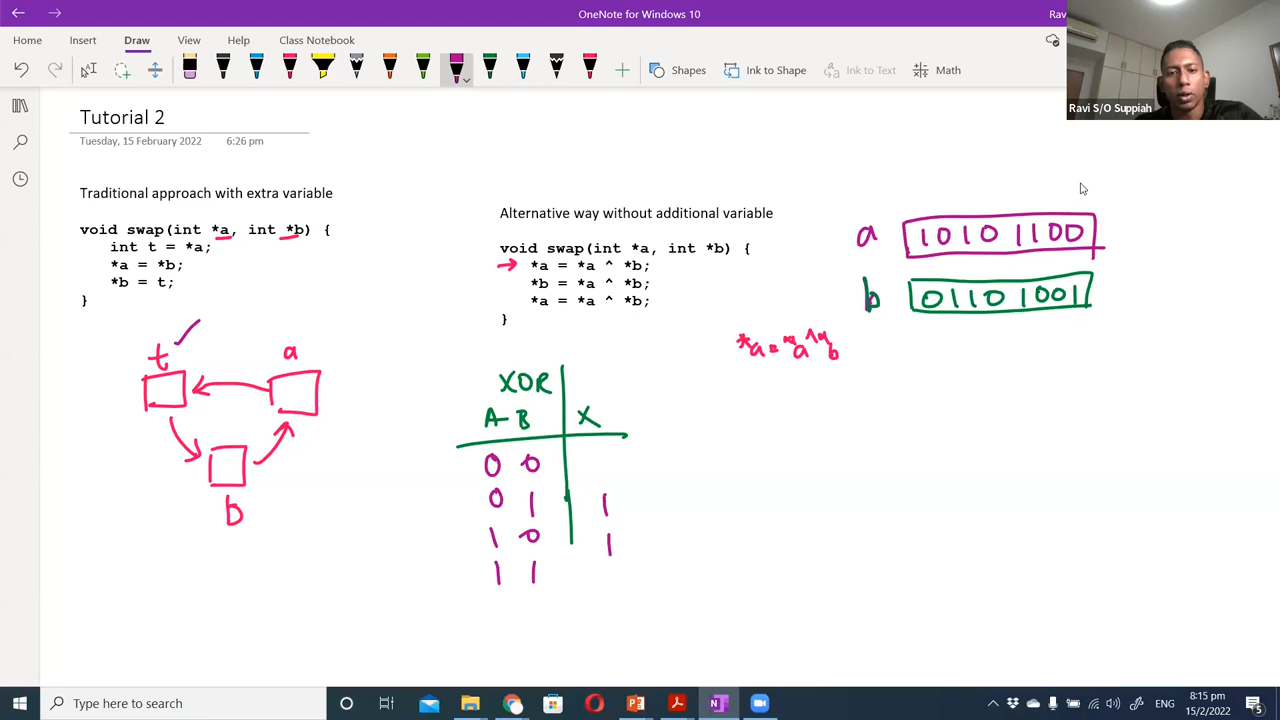 OneNote for Windows 10
Ravi
Home Insert Draw View Help Class Notebook
Shapes Ink to Shape Ink to Text Math
Ravi S/O Suppiah
Tutorial 2
Tuesday, 15 February 2022 6:26 pm
Traditional approach with extra variable
void swap(int *a, int *b) {
int t = *a;
*a = *b;
*b = t;
}
t a
b
Alternative way without additional variable
void swap(int *a, int *b) {
*a = *a ^ *b;
*b = *a ^ *b;
*a = *a ^ *b;
}
*a = *a ^ *b
XOR
A B X
0 0
0 1 1
1 0 1
1 1
a 1010 1100
b 0110 1001
Type here to search
8:15 pm
15/2/2022
5